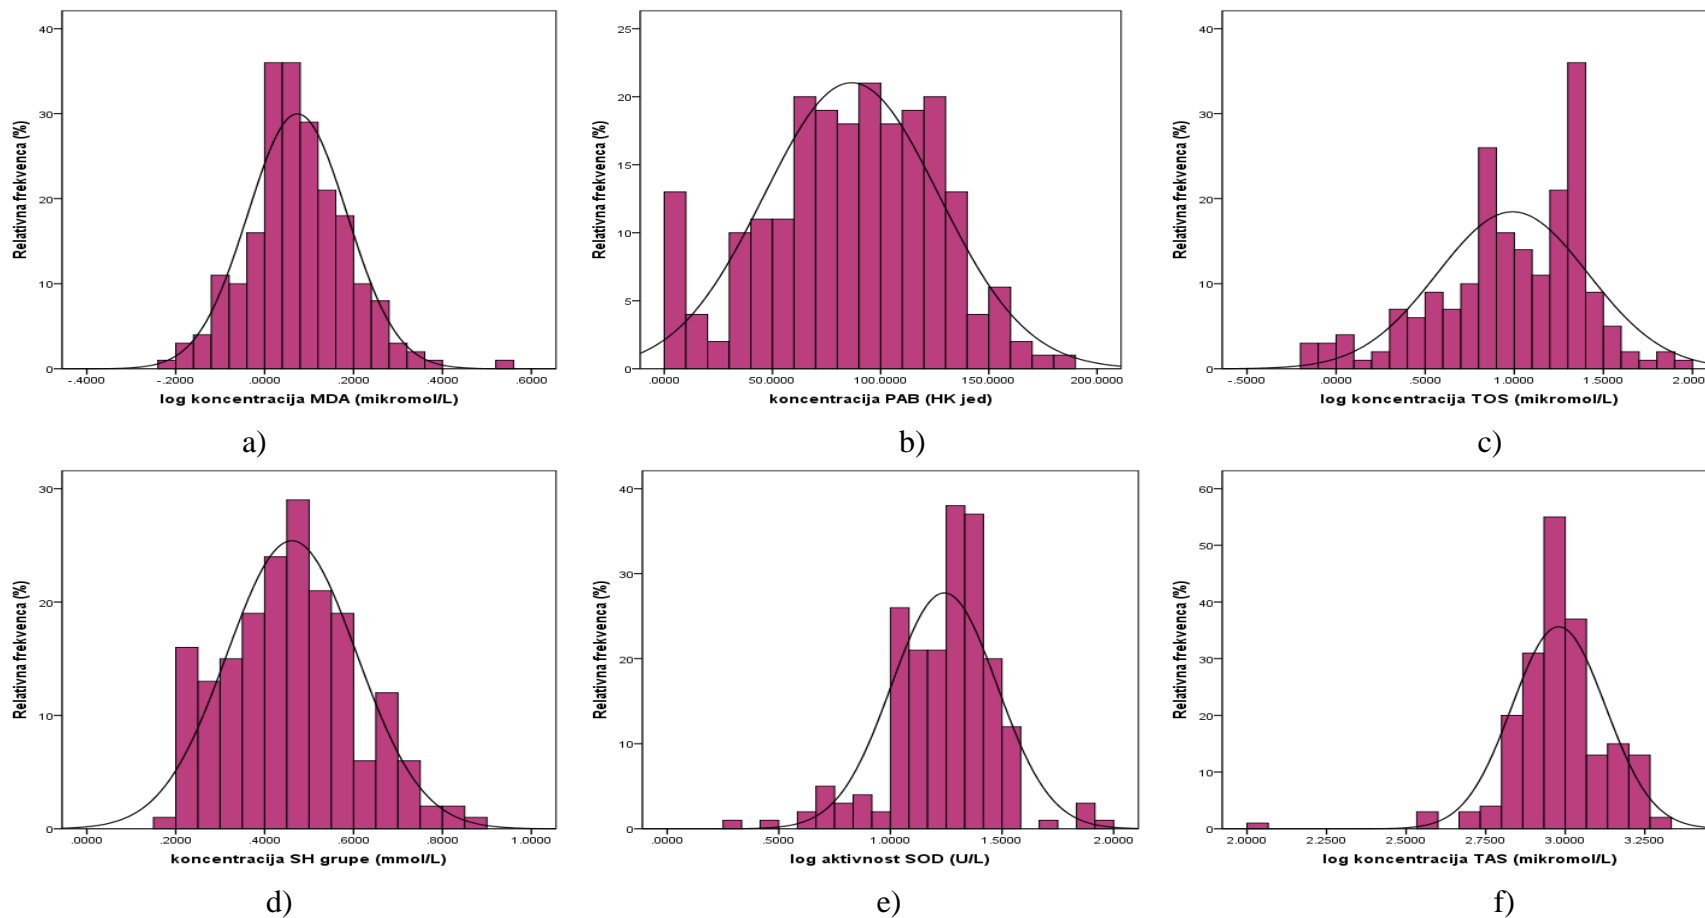 40
30
20
10
0
Relativna frekvenca (%)
-.4000 -.2000 .0000 .2000 .4000 .6000
log koncentracija MDA (mikromol/L)
a)
25
20
15
10
5
0
Relativna frekvenca (%)
.0000 50.0000 100.0000 150.0000 200.0000
koncentracija PAB (HK jed)
b)
40
30
20
10
0
Relativna frekvenca (%)
-.5000 .0000 .5000 1.0000 1.5000 2.000
log koncentracija TOS (mikromol/L)
c)
30
20
10
0
Relativna frekvenca (%)
.0000 .2000 .4000 .6000 .8000 1.0000
koncentracija SH grupe (mmol/L)
d)
40
30
20
10
0
Relativna frekvenca (%)
.0000 .5000 1.0000 1.5000 2.0000
log aktivnost SOD (U/L)
e)
60
50
40
30
20
10
0
Relativna frekvenca (%)
2.0000 2.2500 2.5000 2.7500 3.0000 3.2500
log koncentracija TAS (mikromol/L)
f)